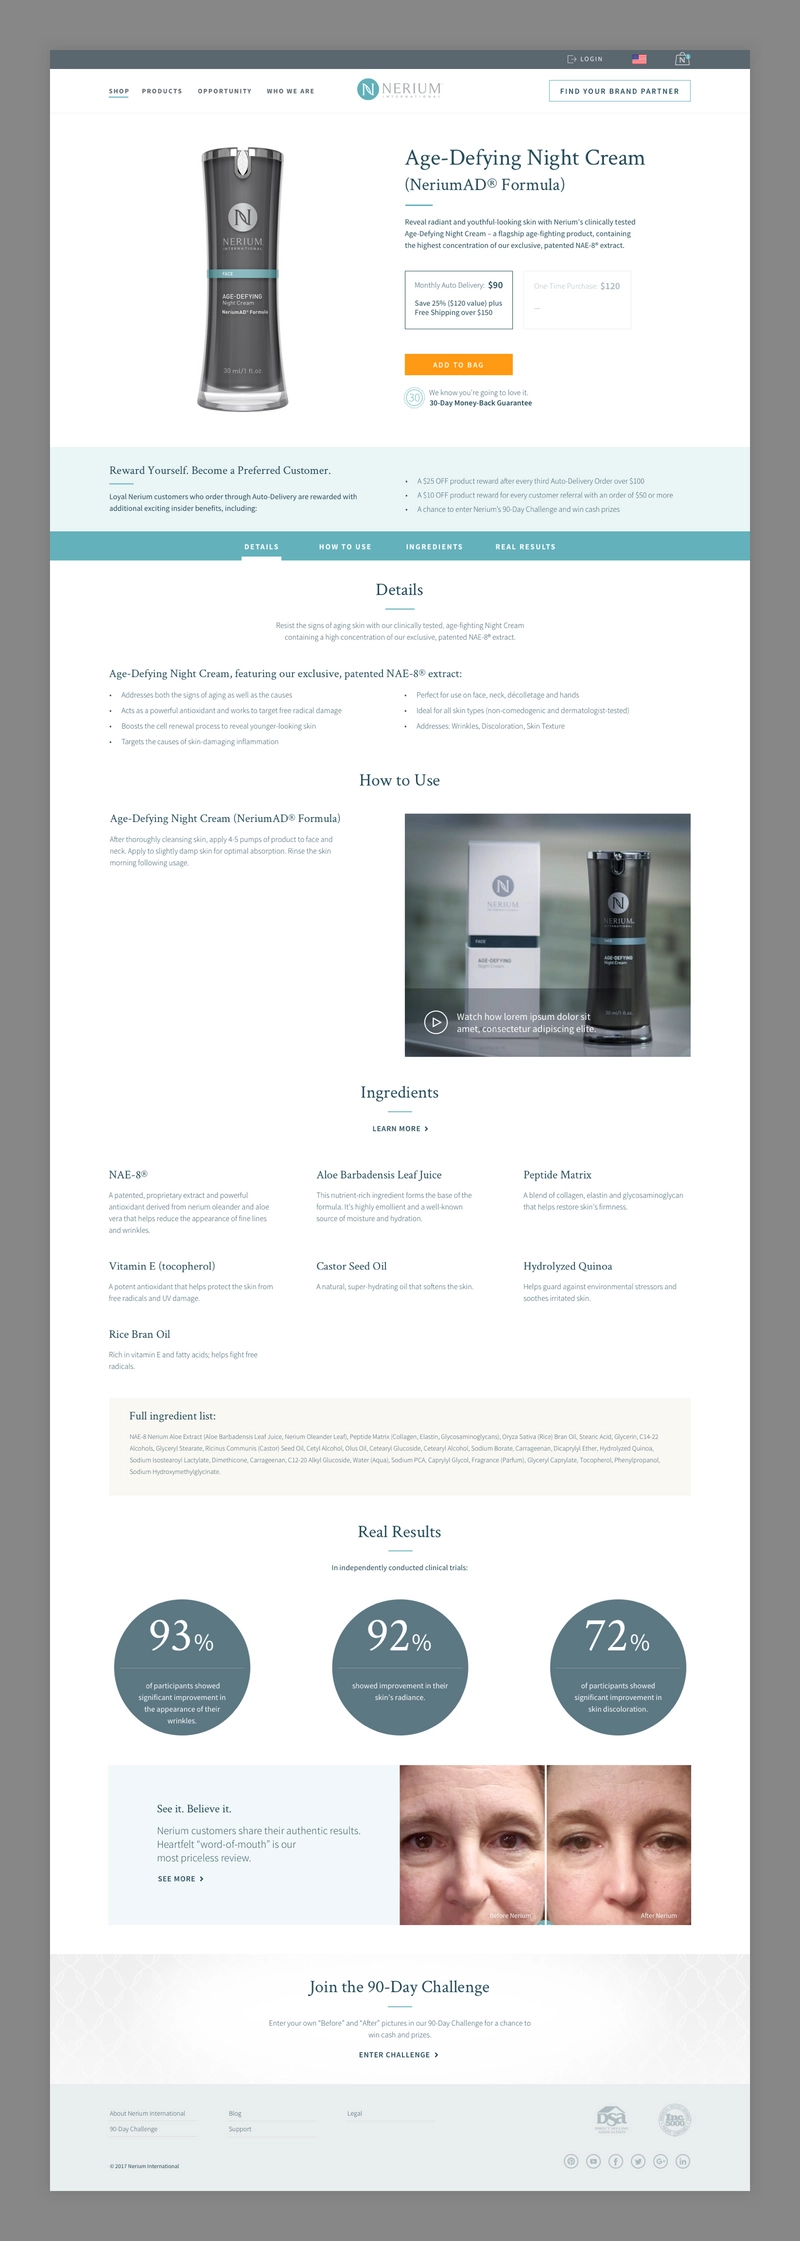 LOGIN
N
SHOP PRODUCTS OPPORTUNITY WHO WE ARE
N NERIUM
INTERNATIONAL
FIND YOUR BRAND PARTNER
N
NERIUM
INTERNATIONAL
FACE
AGE-DEFYING
Night Cream
NeriumAD® Formula
30 ml/1 fl.oz.
Age-Defying Night Cream
(NeriumAD® Formula)
Reveal radiant and youthful-looking skin with Nerium's clinically tested
Age-Defying Night Cream – a flagship age-fighting product, containing
the highest concentration of our exclusive, patented NAE-8® extract.
Monthly Auto Delivery: $90
Save 25% ($120 value) plus
Free Shipping over $150
One-Time Purchase: $120
—
ADD TO BAG
30
We know you're going to love it.
30-Day Money-Back Guarantee
Reward Yourself. Become a Preferred Customer.
Loyal Nerium customers who order through Auto-Delivery are rewarded with
additional exciting insider benefits, including:
• A $25 OFF product reward after every third Auto-Delivery Order over $100
• A $10 OFF product reward for every customer referral with an order of $50 or more
• A chance to enter Nerium's 90-Day Challenge and win cash prizes
DETAILS HOW TO USE INGREDIENTS REAL RESULTS
Details
Resist the signs of aging skin with our clinically tested, age-fighting Night Cream
containing a high concentration of our exclusive, patented NAE-8® extract.
Age-Defying Night Cream, featuring our exclusive, patented NAE-8® extract:
• Addresses both the signs of aging as well as the causes
• Acts as a powerful antioxidant and works to target free radical damage
• Boosts the cell renewal process to reveal younger-looking skin
• Targets the causes of skin-damaging inflammation
• Perfect for use on face, neck, décolletage and hands
• Ideal for all skin types (non-comedogenic and dermatologist-tested)
• Addresses: Wrinkles, Discoloration, Skin Texture
How to Use
Age-Defying Night Cream (NeriumAD® Formula)
After thoroughly cleansing skin, apply 4-5 pumps of product to face and
neck. Apply to slightly damp skin for optimal absorption. Rinse the skin
morning following usage.
N
NERIUM
INTERNATIONAL
FACE
AGE-DEFYING
Night Cream
N
NERIUM
INTERNATIONAL
FACE
AGE-DEFYING
Night Cream
30 ml/1 fl.oz.
Watch how lorem ipsum dolor sit
amet, consectetur adipiscing elite.
Ingredients
LEARN MORE >
NAE-8®
A patented, proprietary extract and powerful
antioxidant derived from nerium oleander and aloe
vera that helps reduce the appearance of fine lines
and wrinkles.
Aloe Barbadensis Leaf Juice
This nutrient-rich ingredient forms the base of the
formula. It's highly emollient and a well-known
source of moisture and hydration.
Peptide Matrix
A blend of collagen, elastin and glycosaminoglycan
that helps restore skin's firmness.
Vitamin E (tocopherol)
A potent antioxidant that helps protect the skin from
free radicals and UV damage.
Castor Seed Oil
A natural, super-hydrating oil that softens the skin.
Hydrolyzed Quinoa
Helps guard against environmental stressors and
soothes irritated skin.
Rice Bran Oil
Rich in vitamin E and fatty acids; helps fight free
radicals.
Full ingredient list:
NAE-8 Nerium Aloe Extract (Aloe Barbadensis Leaf Juice, Nerium Oleander Leaf), Peptide Matrix (Collagen, Elastin, Glycosaminoglycans), Oryza Sativa (Rice) Bran Oil, Stearic Acid, Glycerin, C14-22
Alcohols, Glyceryl Stearate, Ricinus Communis (Castor) Seed Oil, Cetyl Alcohol, Olus Oil, Cetearyl Glucoside, Cetearyl Alcohol, Sodium Borate, Carrageenan, Dicaprylyl Ether, Hydrolyzed Quinoa,
Sodium Isostearoyl Lactylate, Dimethicone, Carrageenan, C12-20 Alkyl Glucoside, Water (Aqua), Sodium PCA, Caprylyl Glycol, Fragrance (Parfum), Glyceryl Caprylate, Tocopherol, Phenylpropanol,
Sodium Hydroxymethylglycinate.
Real Results
In independently conducted clinical trials:
93%
of participants showed
significant improvement in
the appearance of their
wrinkles.
92%
showed improvement in their
skin's radiance.
72%
of participants showed
significant improvement in
skin discoloration.
See it. Believe it.
Nerium customers share their authentic results.
Heartfelt "word-of-mouth" is our
most priceless review.
SEE MORE >
Before Nerium
After Nerium
Join the 90-Day Challenge
Enter your own "Before" and "After" pictures in our 90-Day Challenge for a chance to
win cash and prizes.
ENTER CHALLENGE >
About Nerium International
Blog
Legal
90-Day Challenge
Support
DSA
Inc.
5000
© 2017 Nerium International